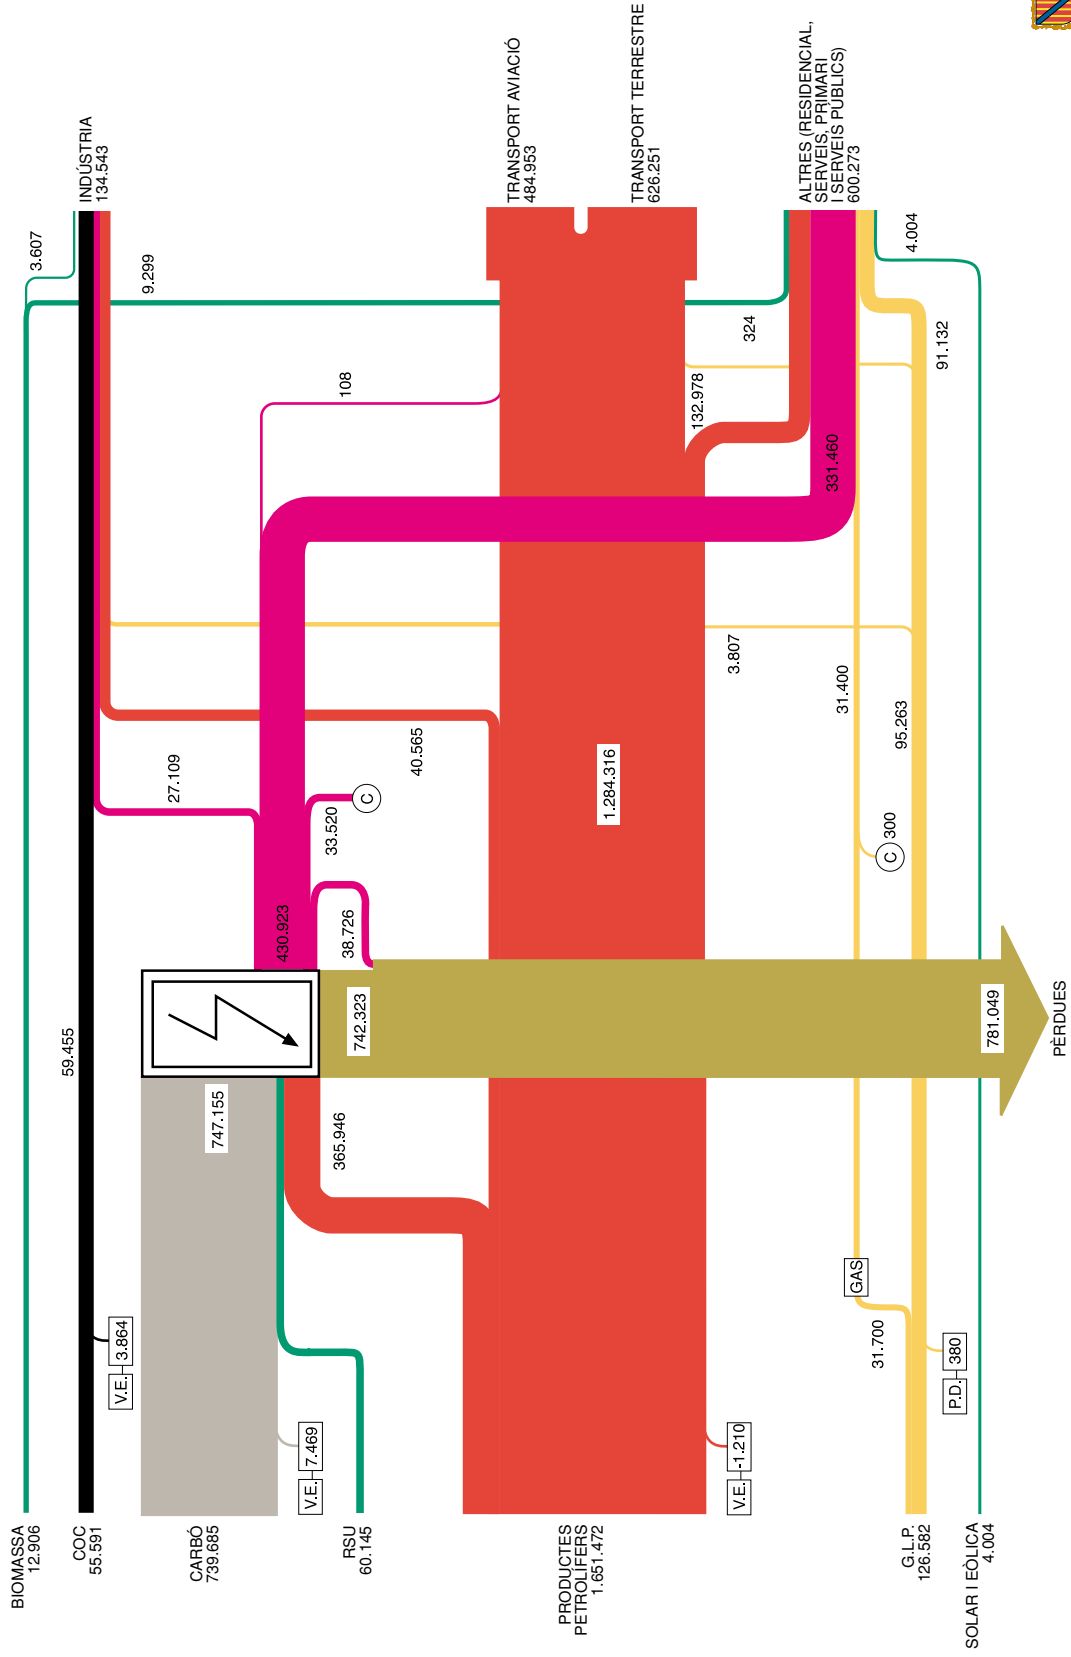 BIOMASSA
12.906
COC
55.591
CARBÓ
739.685
RSU
60.145
PRODUCTES
PETROLÍFERS
1.651.472
G.L.P.
126.582
SOLAR I EÒLICA
4.004
V.E.
3.864
V.E.
7.469
V.E.
-1.210
P.D.
380
31.700
GAS
59.455
747.155
365.946
742.323
781.049
PÈRDUES
430.923
38.726
33.520
C
27.109
40.565
1.284.316
C
300
95.263
31.400
3.807
108
331.460
132.978
324
91.132
3.607
9.299
4.004
INDÚSTRIA
134.543
TRANSPORT AVIACIÓ
484.953
TRANSPORT TERRESTRE
626.251
ALTRES (RESIDENCIAL,
SERVEIS, PRIMARI
I SERVEIS PÚBLICS)
600.273